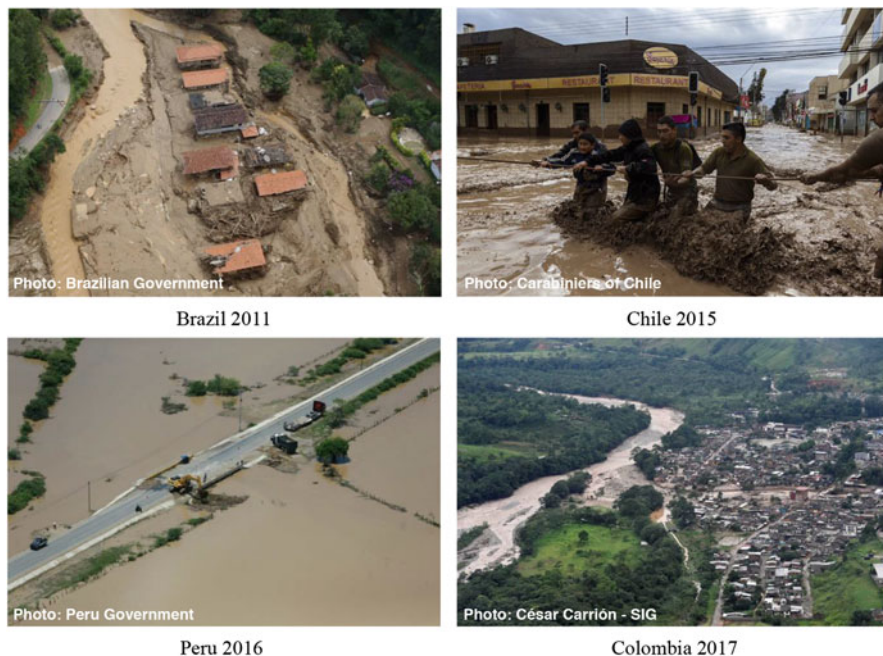 RESTAURANT
RESTAURANT
Photo: Brazilian Government
Photo: Carabiniers of Chile
Brazil 2011
Chile 2015
Photo: Peru Government
Photo: César Carrión - SIG
Peru 2016
Colombia 2017